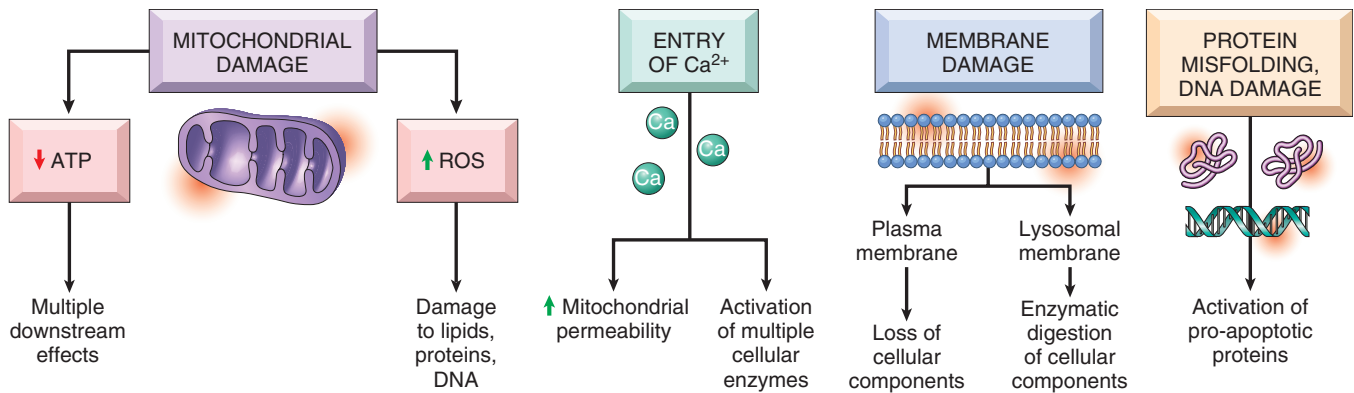 MITOCHONDRIAL
DAMAGE
ATP
ROS
Multiple
downstream
effects
Damage
to lipids,
proteins,
DNA
ENTRY
OF Ca²⁺
Ca
Ca
Ca
Mitochondrial
permeability
Activation
of multiple
cellular
enzymes
MEMBRANE
DAMAGE
Plasma
membrane
Loss of
cellular
components
Lysosomal
membrane
Enzymatic
digestion
of cellular
components
PROTEIN
MISFOLDING,
DNA DAMAGE
Activation of
pro-apoptotic
proteins